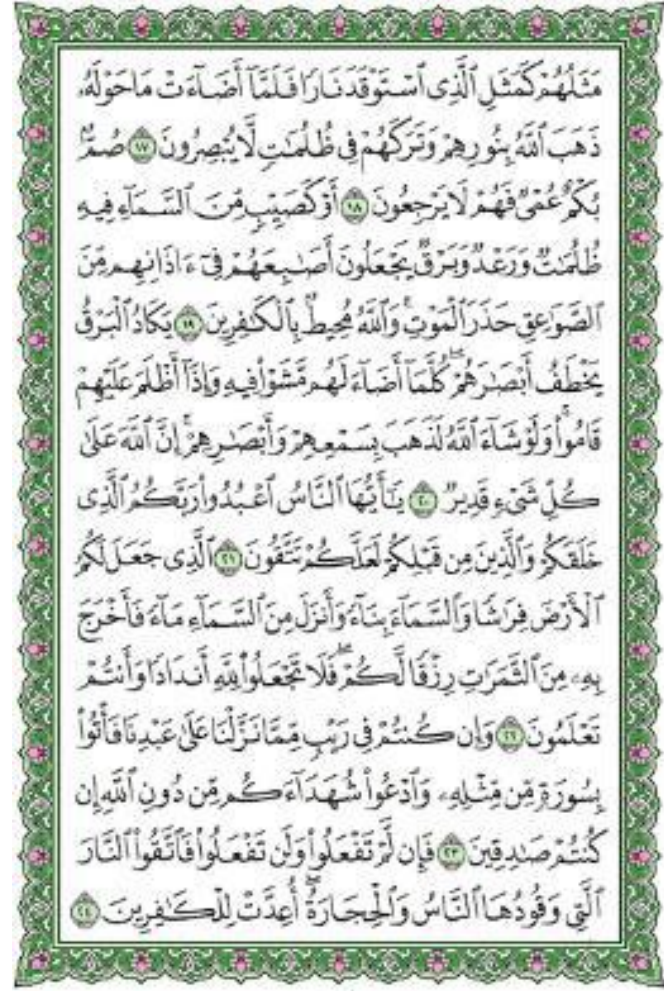 مَثَلُهُمْ كَمَثَلِ ٱلَّذِى ٱسْتَوْقَدَ نَارًا فَلَمَّآ أَضَآءَتْ مَا حَوْلَهُۥ
ذَهَبَ ٱللَّهُ بِنُورِهِمْ وَتَرَكَهُمْ فِى ظُلُمَٰتٍ لَّا يُبْصِرُونَ ١٧ صُمٌّۢ
بُكْمٌ عُمْىٌ فَهُمْ لَا يَرْجِعُونَ ١٨ أَوْ كَصَيِّبٍ مِّنَ ٱلسَّمَآءِ فِيهِ
ظُلُمَٰتٌ وَرَعْدٌ وَبَرْقٌ يَجْعَلُونَ أَصَٰبِعَهُمْ فِىٓ ءَاذَانِهِم مِّنَ
ٱلصَّوَٰعِقِ حَذَرَ ٱلْمَوْتِ ۚ وَٱللَّهُ مُحِيطٌۢ بِٱلْكَٰفِرِينَ ١٩ يَكَادُ ٱلْبَرْقُ
يَخْطَفُ أَبْصَٰرَهُمْ ۖ كُلَّمَآ أَضَآءَ لَهُم مَّشَوْا۟ فِيهِ وَإِذَآ أَظْلَمَ عَلَيْهِمْ
قَامُوا۟ ۚ وَلَوْ شَآءَ ٱللَّهُ لَذَهَبَ بِسَمْعِهِمْ وَأَبْصَٰرِهِمْ ۚ إِنَّ ٱللَّهَ عَلَىٰ
كُلِّ شَىْءٍ قَدِيرٌ ٢٠ يَٰٓأَيُّهَا ٱلنَّاسُ ٱعْبُدُوا۟ رَبَّكُمُ ٱلَّذِى
خَلَقَكُمْ وَٱلَّذِينَ مِن قَبْلِكُمْ لَعَلَّكُمْ تَتَّقُونَ ٢١ ٱلَّذِى جَعَلَ لَكُمُ
ٱلْأَرْضَ فِرَٰشًا وَٱلسَّمَآءَ بِنَآءً وَأَنزَلَ مِنَ ٱلسَّمَآءِ مَآءً فَأَخْرَجَ
بِهِۦ مِنَ ٱلثَّمَرَٰتِ رِزْقًا لَّكُمْ ۖ فَلَا تَجْعَلُوا۟ لِلَّهِ أَندَادًا وَأَنتُمْ
تَعْلَمُونَ ٢٢ وَإِن كُنتُمْ فِى رَيْبٍ مِّمَّا نَزَّلْنَا عَلَىٰ عَبْدِنَا فَأْتُوا۟
بِسُورَةٍ مِّن مِّثْلِهِۦ وَٱدْعُوا۟ شُهَدَآءَكُم مِّن دُونِ ٱللَّهِ إِن
كُنتُمْ صَٰدِقِينَ ٢٣ فَإِن لَّمْ تَفْعَلُوا۟ وَلَن تَفْعَلُوا۟ فَٱتَّقُوا۟ ٱلنَّارَ
ٱلَّتِى وَقُودُهَا ٱلنَّاسُ وَٱلْحِجَارَةُ ۖ أُعِدَّتْ لِلْكَٰفِرِينَ ٢٤